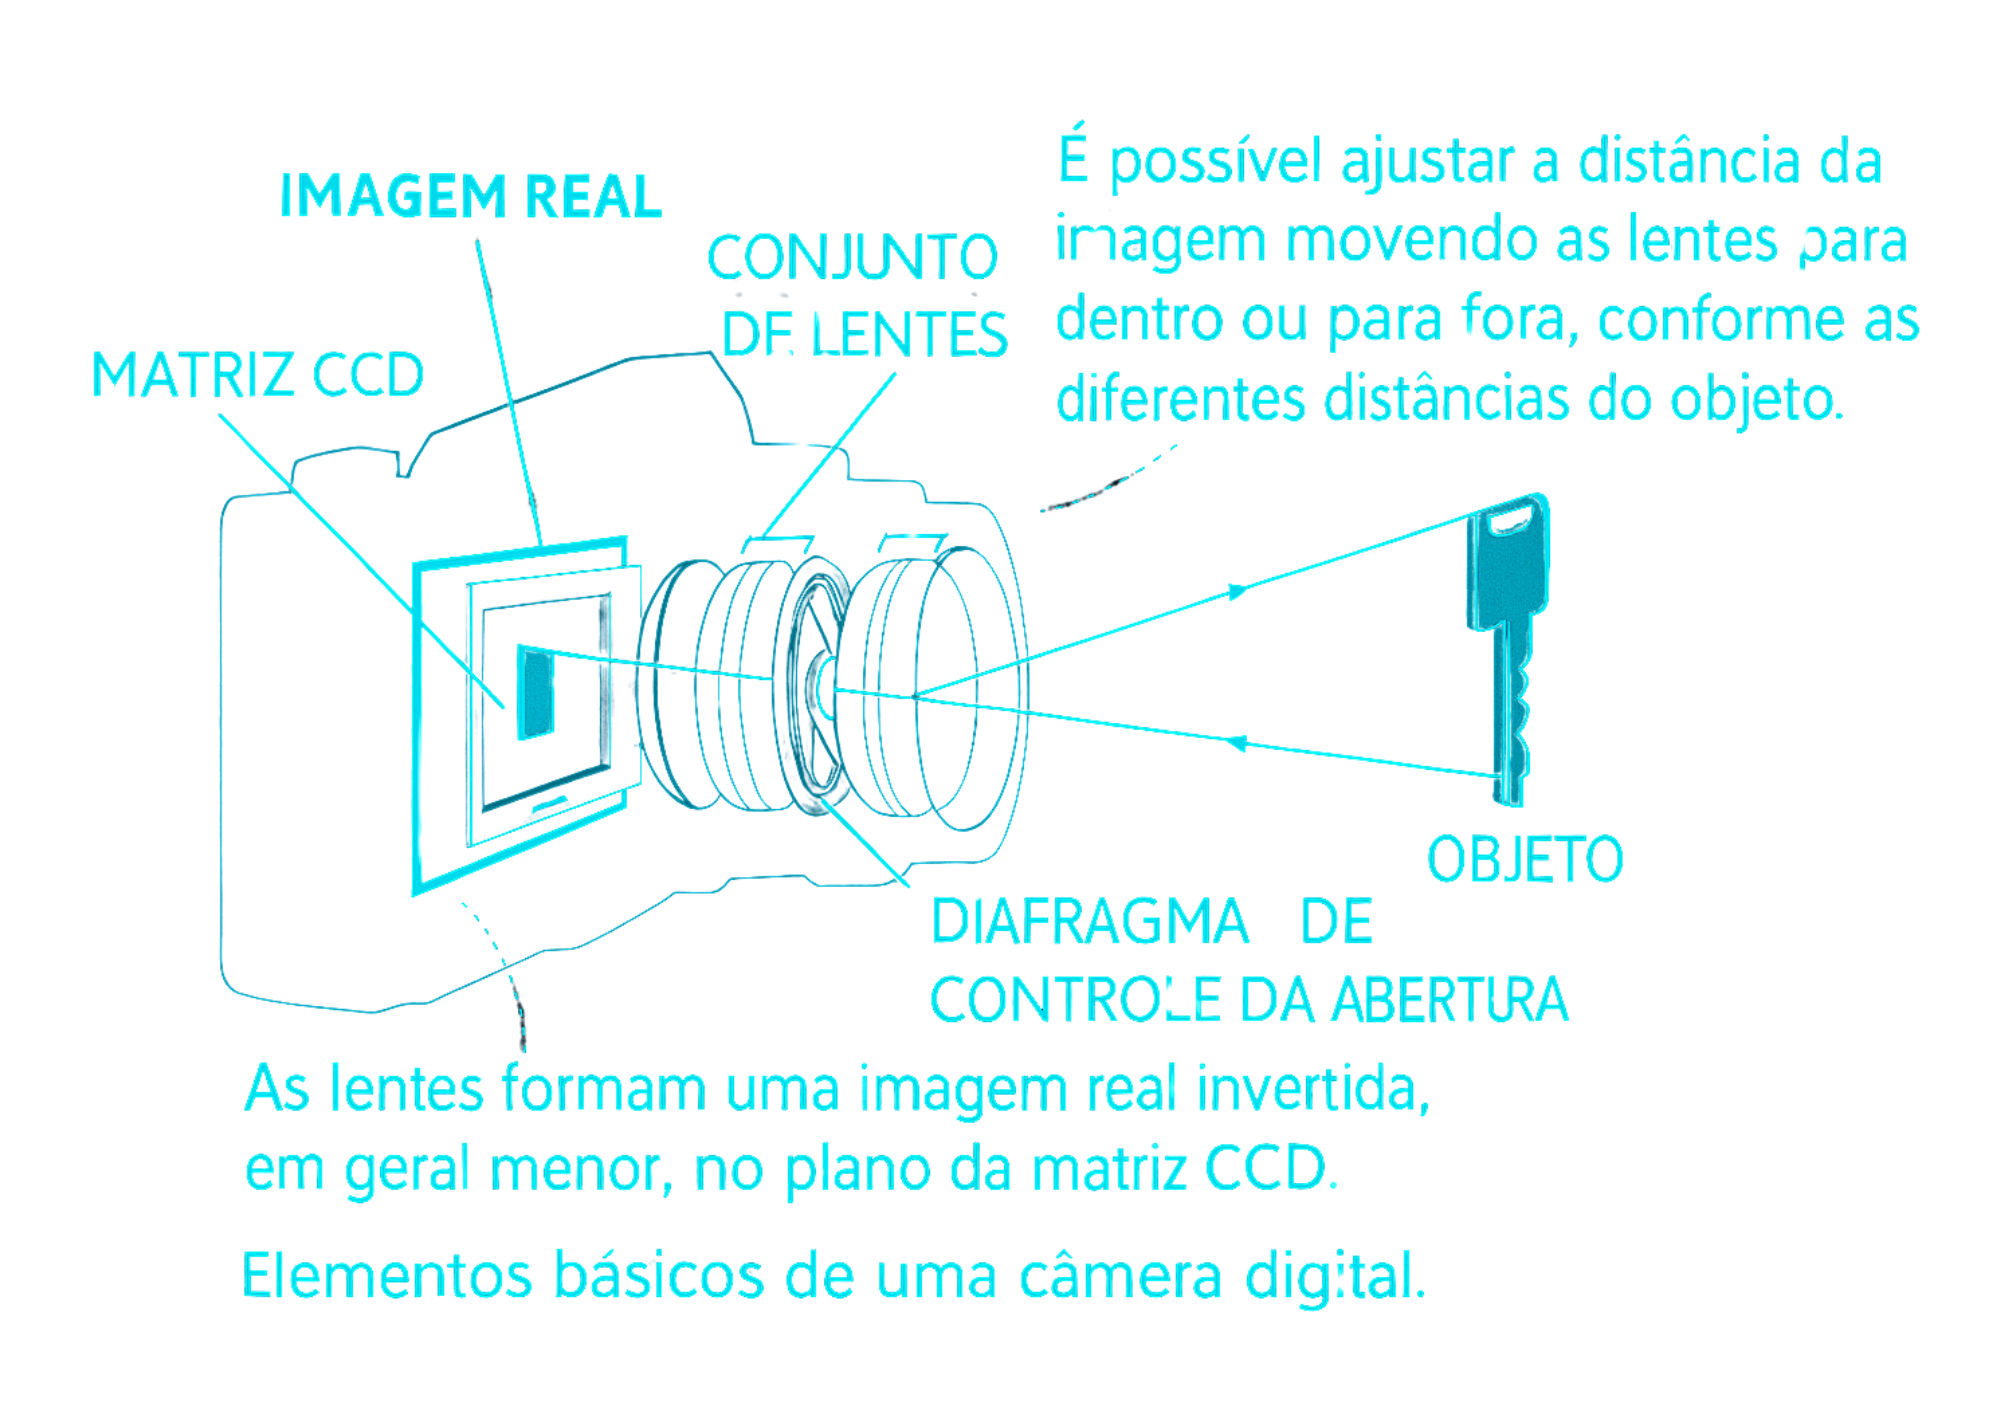 IMAGEM REAL
CONJUNTO
DE LENTES
MATRIZ CCD
É possível ajustar a distância da
imagem movendo as lentes para
dentro ou para fora, conforme as
diferentes distâncias do objeto.
OBJETO
DIAFRAGMA DE
CONTROLE DA ABERTURA
As lentes formam uma imagem real invertida,
em geral menor, no plano da matriz CCD.
Elementos básicos de uma câmera digital.